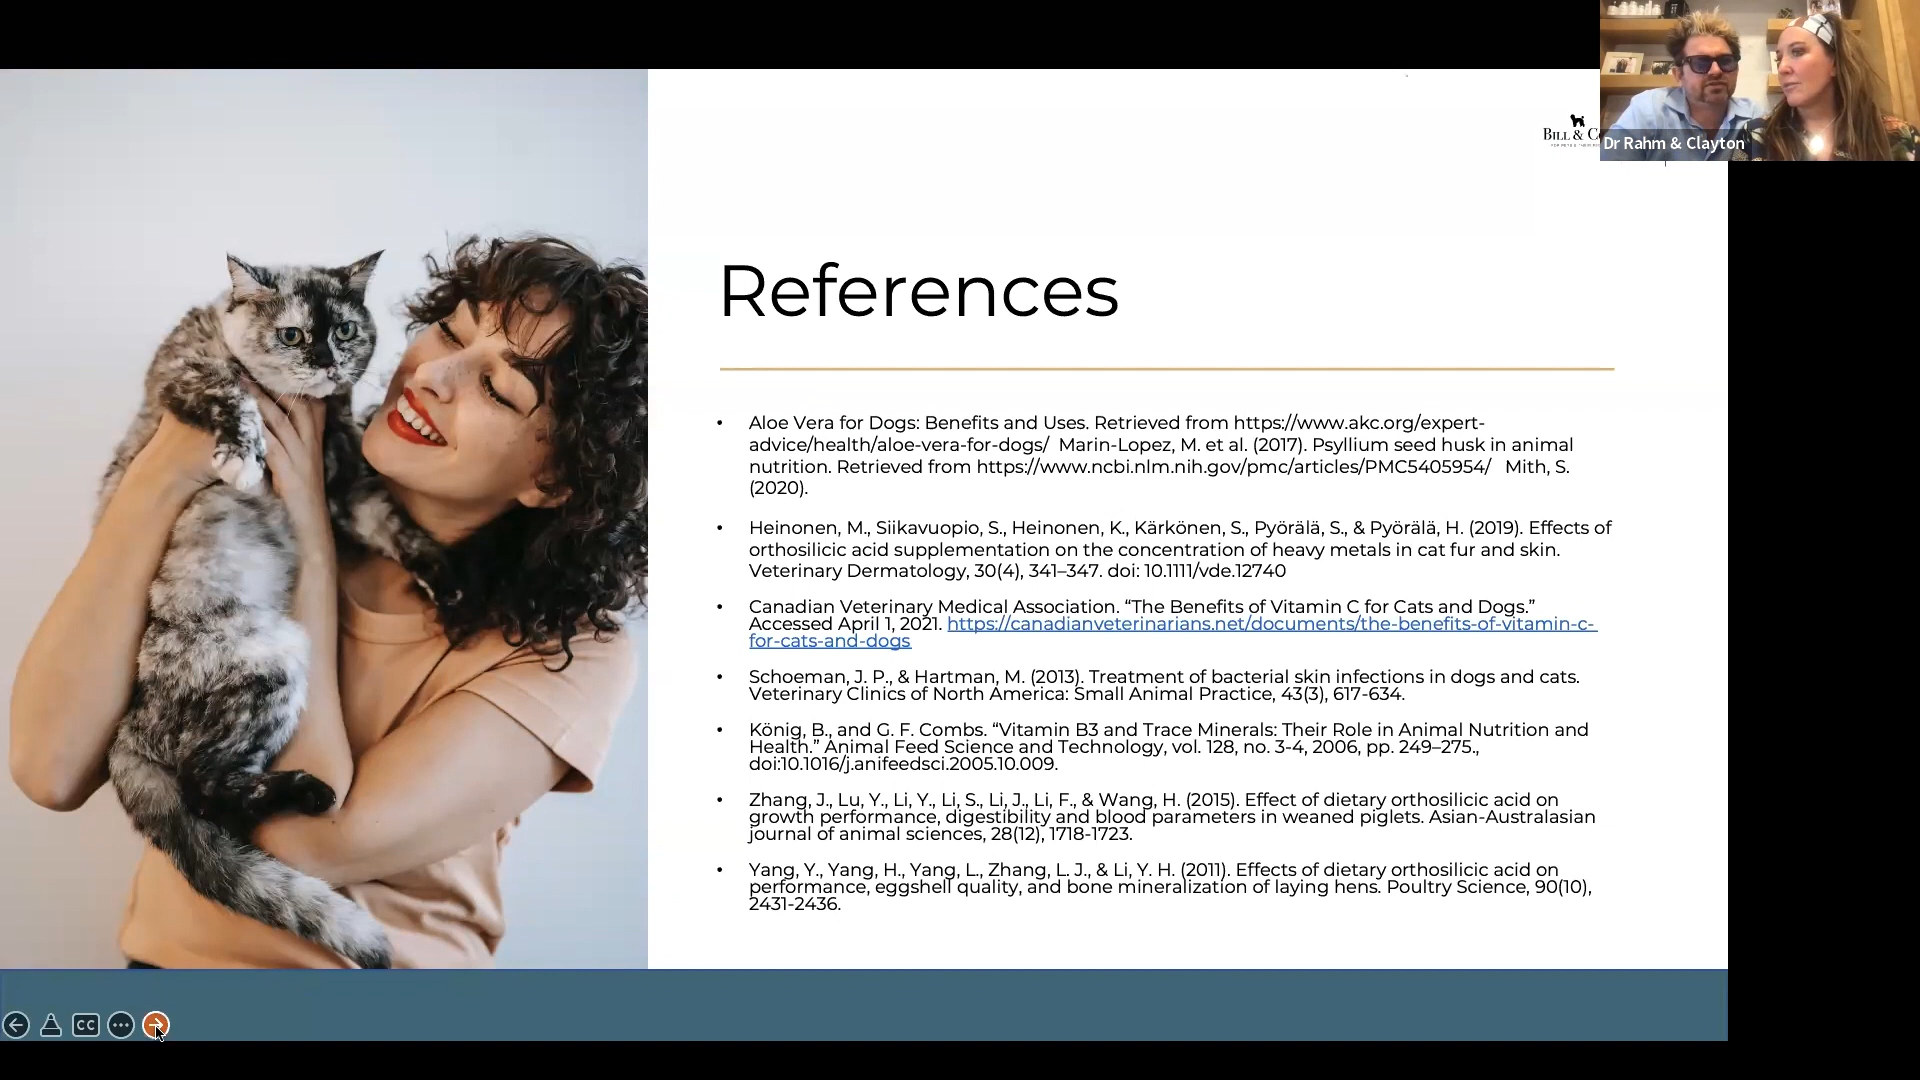 BILL & C
Dr Rahm & Clayton
References
• Aloe Vera for Dogs: Benefits and Uses. Retrieved from https://www.akc.org/expert-
advice/health/aloe-vera-for-dogs/ Marin-Lopez, M. et al. (2017). Psyllium seed husk in animal
nutrition. Retrieved from https://www.ncbi.nlm.nih.gov/pmc/articles/PMC5405954/ Mith, S.
(2020).
• Heinonen, M., Siikavuopio, S., Heinonen, K., Kärkönen, S., Pyörälä, S., & Pyörälä, H. (2019). Effects of
orthosilicic acid supplementation on the concentration of heavy metals in cat fur and skin.
Veterinary Dermatology, 30(4), 341–347. doi: 10.1111/vde.12740
• Canadian Veterinary Medical Association. “The Benefits of Vitamin C for Cats and Dogs.”
Accessed April 1, 2021. https://canadianveterinarians.net/documents/the-benefits-of-vitamin-c-
for-cats-and-dogs
• Schoeman, J. P., & Hartman, M. (2013). Treatment of bacterial skin infections in dogs and cats.
Veterinary Clinics of North America: Small Animal Practice, 43(3), 617-634.
• König, B., and G. F. Combs. “Vitamin B3 and Trace Minerals: Their Role in Animal Nutrition and
Health.” Animal Feed Science and Technology, vol. 128, no. 3-4, 2006, pp. 249–275.,
doi:10.1016/j.anifeedsci.2005.10.009.
• Zhang, J., Lu, Y., Li, Y., Li, S., Li, J., Li, F., & Wang, H. (2015). Effect of dietary orthosilicic acid on
growth performance, digestibility and blood parameters in weaned piglets. Asian-Australasian
journal of animal sciences, 28(12), 1718-1723.
• Yang, Y., Yang, H., Yang, L., Zhang, L. J., & Li, Y. H. (2011). Effects of dietary orthosilicic acid on
performance, eggshell quality, and bone mineralization of laying hens. Poultry Science, 90(10),
2431-2436.
CC